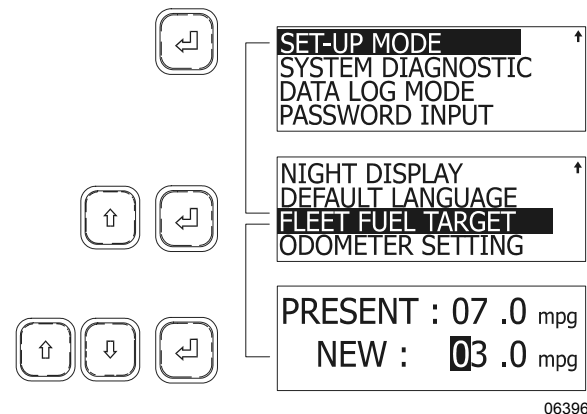 SET-UP MODE
SYSTEM DIAGNOSTIC
DATA LOG MODE
PASSWORD INPUT
NIGHT DISPLAY
DEFAULT LANGUAGE
FLEET FUEL TARGET
ODOMETER SETTING
PRESENT : 07 .0 mpg
NEW : 03 .0 mpg
06396